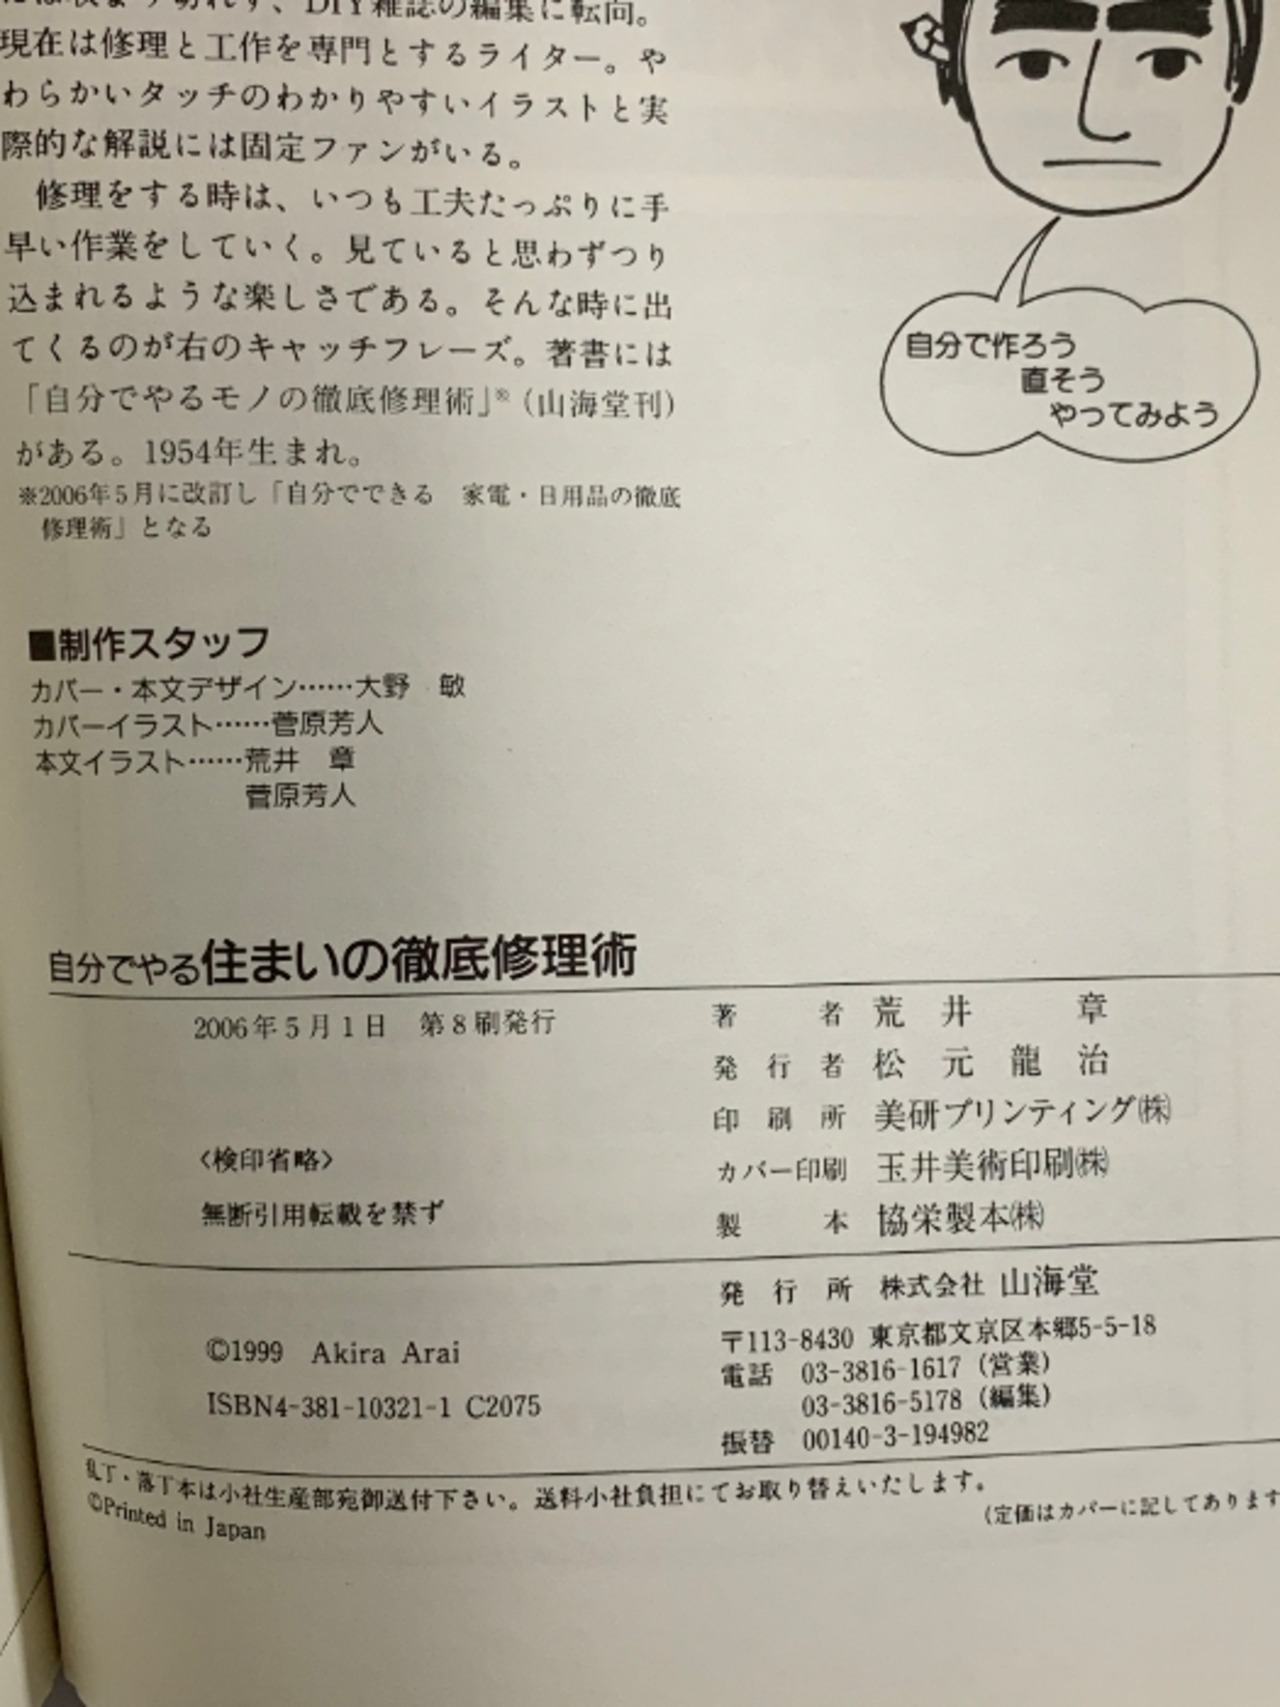 、DIY雑誌の編集に転向。
現在は修理と工作を専門とするライター。や
わらかいタッチのわかりやすいイラストと実
際的な解説には固定ファンがいる。
修理をする時は、いつも工夫たっぷりに手
早い作業をしていく。見ていると思わずつり
込まれるような楽しさである。そんな時に出
てくるのが右のキャッチフレーズ。著書には
「自分でやるモノの徹底修理術」※（山海堂刊）
がある。1954年生まれ。
※2006年5月に改訂し「自分でできる　家電・日用品の徹底
修理術」となる
自分で作ろう
直そう
やってみよう
■制作スタッフ
カバー・本文デザイン……大野　敏
カバーイラスト……菅原芳人
本文イラスト……荒井　章
菅原芳人
自分でやる住まいの徹底修理術
2006年5月1日　第8刷発行
著者 荒井　章
発行者 松元龍治
印刷所 美研プリンティング㈱
〈検印省略〉
カバー印刷 玉井美術印刷㈱
無断引用転載を禁ず
製本 協栄製本㈱
発行所 株式会社 山海堂
〒113-8430 東京都文京区本郷5-5-18
©1999 Akira Arai
電話 03-3816-1617（営業）
03-3816-5178（編集）
ISBN4-381-10321-1 C2075
振替 00140-3-194982
乱丁・落丁本は小社生産部宛御送付下さい。送料小社負担にてお取り替えいたします。
©Printed in Japan
（定価はカバーに記してあります